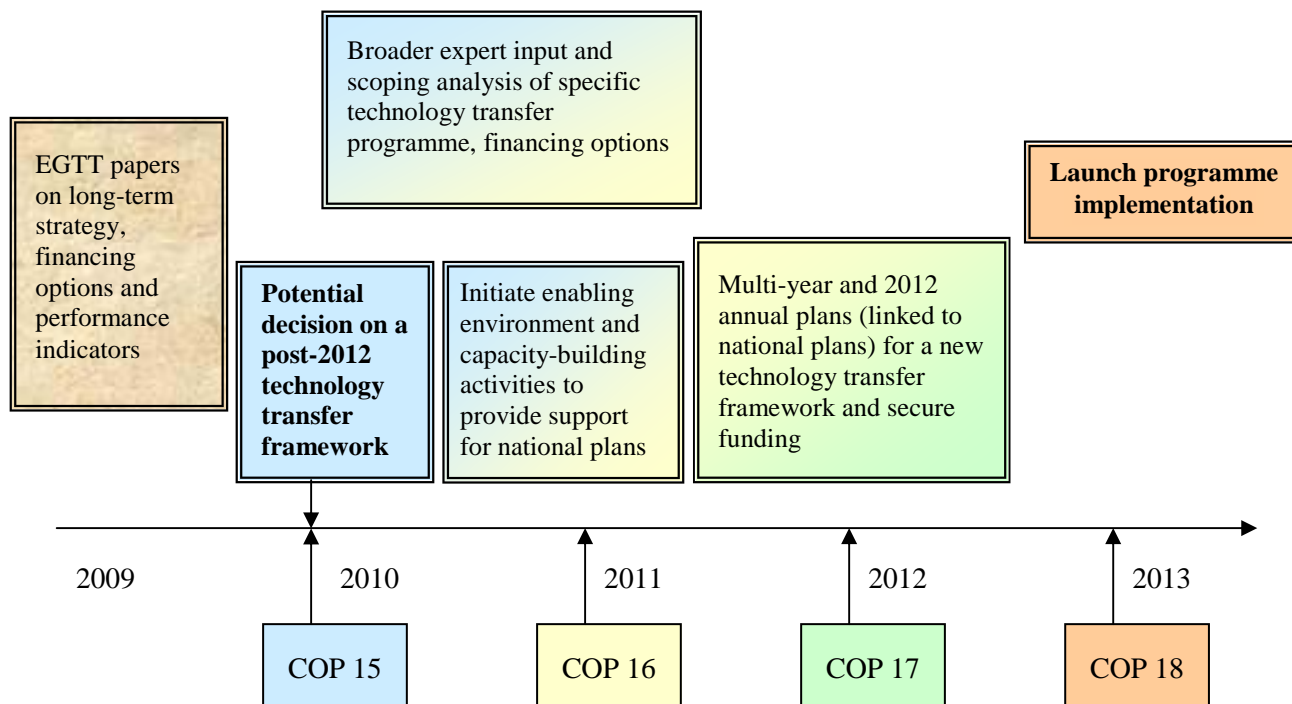 Broader expert input and
scoping analysis of specific
technology transfer
programme, financing options
EGTT papers
on long-term
strategy,
financing
options and
performance
indicators
Launch programme
implementation
Potential
decision on a
post-2012
technology
transfer
framework
Initiate enabling
environment and
capacity-building
activities to
provide support
for national plans
Multi-year and 2012
annual plans (linked to
national plans) for a new
technology transfer
framework and secure
funding
2009
2010
2011
2012
2013
COP 15
COP 16
COP 17
COP 18